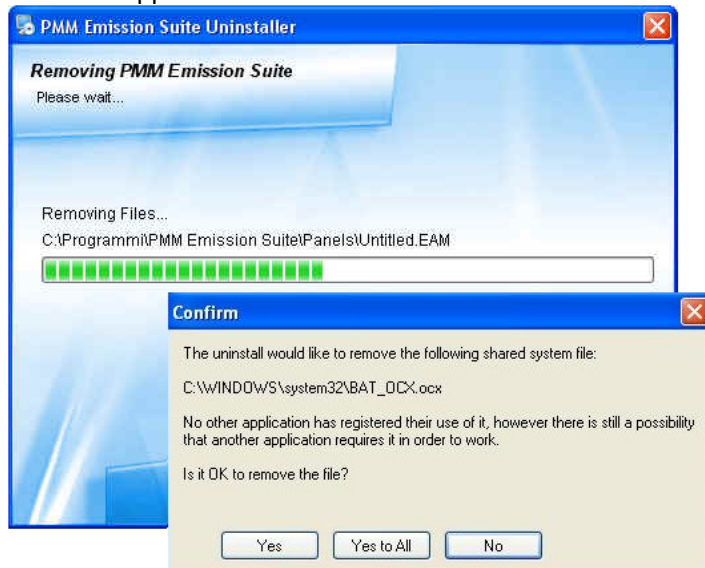 PMM Emission Suite Uninstaller
Removing PMM Emission Suite
Please wait...
Removing Files...
C:\Programmi\PMM Emission Suite\Panels\Untitled.EAM
Confirm
The uninstall would like to remove the following shared system file:
C:\WINDOWS\system32\BAT_OCX.ocx
No other application has registered their use of it, however there is still a possibility
that another application requires it in order to work.
Is it OK to remove the file?
Yes
Yes to All
No